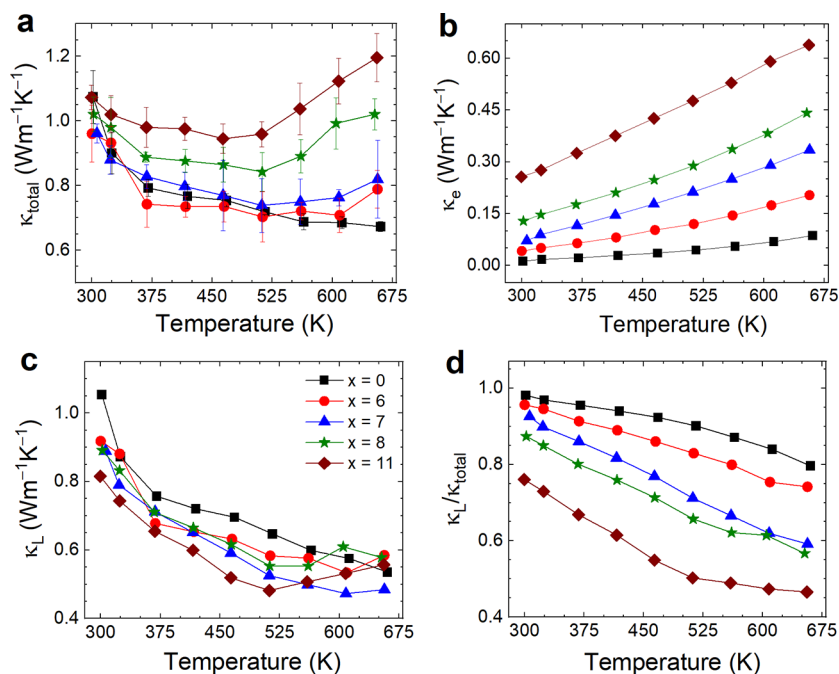 a
1.2
1.0
0.8
0.6
κtotal (Wm⁻¹K⁻¹)
300 375 450 525 600 675
Temperature (K)
b
0.60
0.45
0.30
0.15
0.00
κe (Wm⁻¹K⁻¹)
300 375 450 525 600 675
Temperature (K)
c
x = 0
x = 6
x = 7
x = 8
x = 11
1.0
0.8
0.6
0.4
κL (Wm⁻¹K⁻¹)
300 375 450 525 600 675
Temperature (K)
d
1.0
0.8
0.6
0.4
κL/κtotal
300 375 450 525 600 675
Temperature (K)